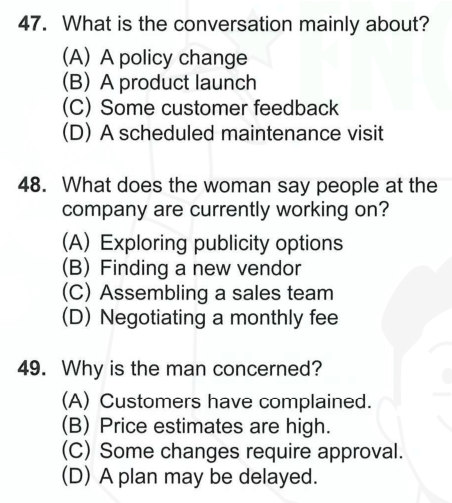 47. What is the conversation mainly about?
(A) A policy change
(B) A product launch
(C) Some customer feedback
(D) A scheduled maintenance visit
48. What does the woman say people at the
company are currently working on?
(A) Exploring publicity options
(B) Finding a new vendor
(C) Assembling a sales team
(D) Negotiating a monthly fee
49. Why is the man concerned?
(A) Customers have complained.
(B) Price estimates are high.
(C) Some changes require approval.
(D) A plan may be delayed.